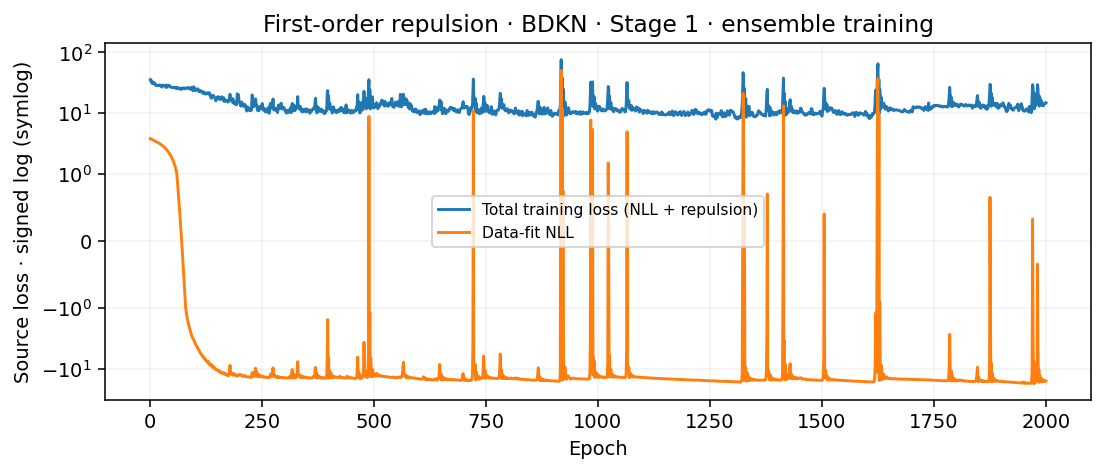 First-order repulsion · BDKN · Stage 1 · ensemble training
Source loss · signed log (symlog)
10²
10¹
10⁰
0
−10⁰
−10¹
Total training loss (NLL + repulsion)
Data-fit NLL
0 250 500 750 1000 1250 1500 1750 2000
Epoch